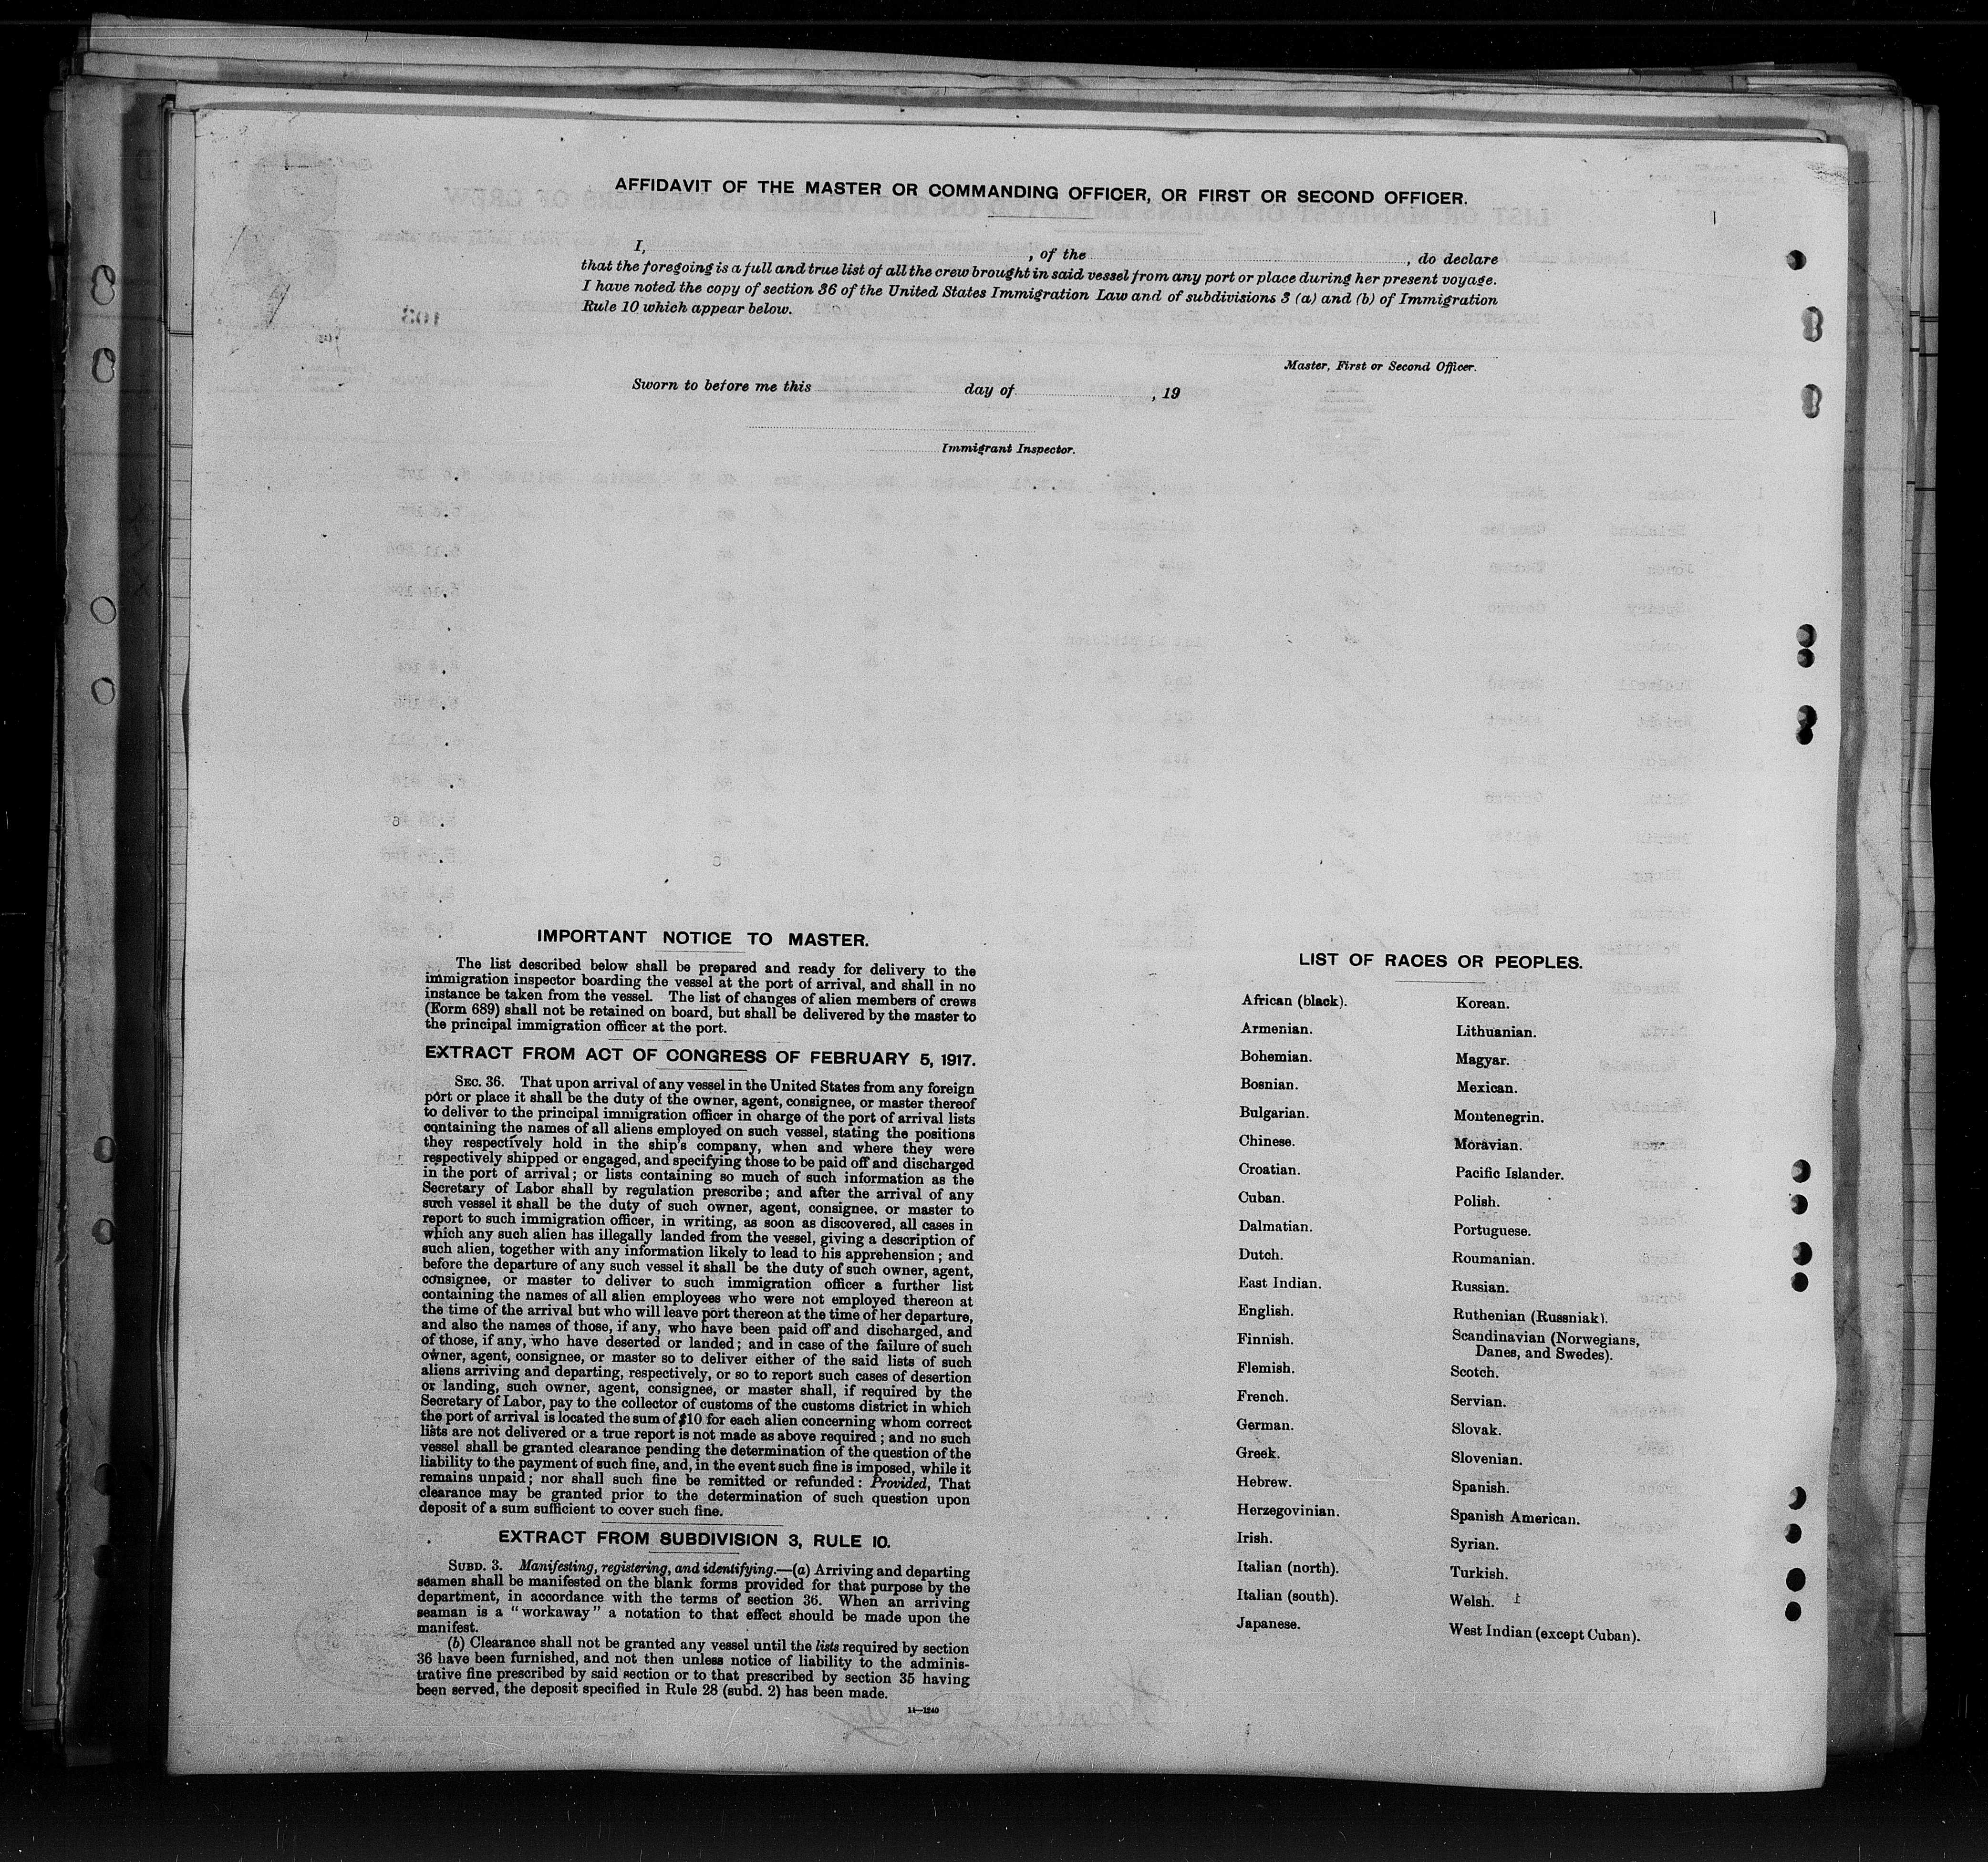 AFFIDAVIT OF THE MASTER OR COMMANDING OFFICER, OR FIRST OR SECOND OFFICER.
I, , of the , do declare
that the foregoing is a full and true list of all the crew brought in said vessel from any port or place during her present voyage.
I have noted the copy of section 36 of the United States Immigration Law and of subdivisions 3 (a) and (b) of Immigration
Rule 10 which appear below.
Master, First or Second Officer.
Sworn to before me this day of , 19
Immigrant Inspector.
IMPORTANT NOTICE TO MASTER.
The list described below shall be prepared and ready for delivery to the
immigration inspector boarding the vessel at the port of arrival, and shall in no
instance be taken from the vessel. The list of changes of alien members of crews
(Form 689) shall not be retained on board, but shall be delivered by the master to
the principal immigration officer at the port.
EXTRACT FROM ACT OF CONGRESS OF FEBRUARY 5, 1917.
SEC. 36. That upon arrival of any vessel in the United States from any foreign
port or place it shall be the duty of the owner, agent, consignee, or master thereof
to deliver to the principal immigration officer in charge of the port of arrival lists
containing the names of all aliens employed on such vessel, stating the positions
they respectively hold in the ship's company, when and where they were
respectively shipped or engaged, and specifying those to be paid off and discharged
in the port of arrival; or lists containing so much of such information as the
Secretary of Labor shall by regulation prescribe; and after the arrival of any
such vessel it shall be the duty of such owner, agent, consignee, or master to
report to such immigration officer, in writing, as soon as discovered, all cases in
which any such alien has illegally landed from the vessel, giving a description of
such alien, together with any information likely to lead to his apprehension; and
before the departure of any such vessel it shall be the duty of such owner, agent,
consignee, or master to deliver to such immigration officer a further list
containing the names of all alien employees who were not employed thereon at
the time of the arrival but who will leave port thereon at the time of her departure,
and also the names of those, if any, who have been paid off and discharged, and
of those, if any, who have deserted or landed; and in case of the failure of such
owner, agent, consignee, or master so to deliver either of the said lists of such
aliens arriving and departing, respectively, or so to report such cases of desertion
or landing, such owner, agent, consignee, or master shall, if required by the
Secretary of Labor, pay to the collector of customs of the customs district in which
the port of arrival is located the sum of $10 for each alien concerning whom correct
lists are not delivered or a true report is not made as above required; and no such
vessel shall be granted clearance pending the determination of the question of the
liability to the payment of such fine, and, in the event such fine is imposed, while it
remains unpaid; nor shall such fine be remitted or refunded: Provided, That
clearance may be granted prior to the determination of such question upon
deposit of a sum sufficient to cover such fine.
EXTRACT FROM SUBDIVISION 3, RULE 10.
SUBD. 3. Manifesting, registering, and identifying.—(a) Arriving and departing
seamen shall be manifested on the blank forms provided for that purpose by the
department, in accordance with the terms of section 36. When an arriving
seaman is a "workaway" a notation to that effect should be made upon the
manifest.
(b) Clearance shall not be granted any vessel until the lists required by section
36 have been furnished, and not then unless notice of liability to the adminis-
trative fine prescribed by said section or to that prescribed by section 35 having
been served, the deposit specified in Rule 28 (subd. 2) has been made.
14—1240
LIST OF RACES OR PEOPLES.
African (black).
Armenian.
Bohemian.
Bosnian.
Bulgarian.
Chinese.
Croatian.
Cuban.
Dalmatian.
Dutch.
East Indian.
English.
Finnish.
Flemish.
French.
German.
Greek.
Hebrew.
Herzegovinian.
Irish.
Italian (north).
Italian (south).
Japanese.
Korean.
Lithuanian.
Magyar.
Mexican.
Montenegrin.
Moravian.
Pacific Islander.
Polish.
Portuguese.
Roumanian.
Russian.
Ruthenian (Russniak).
Scandinavian (Norwegians,
Danes, and Swedes).
Scotch.
Servian.
Slovak.
Slovenian.
Spanish.
Spanish American.
Syrian.
Turkish.
Welsh.
West Indian (except Cuban).